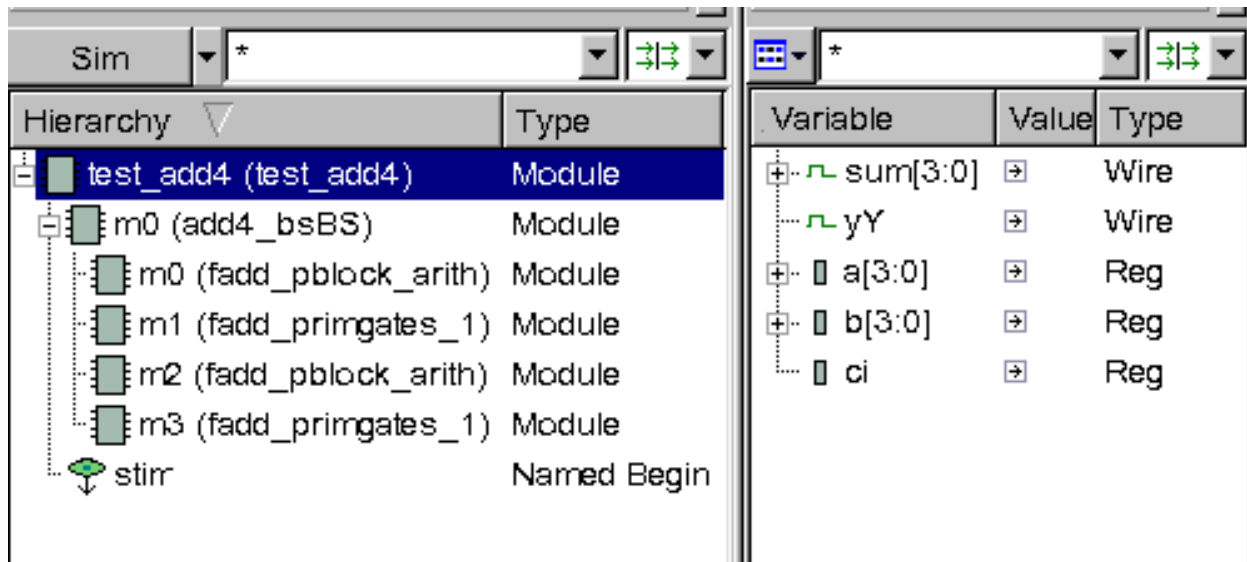 Sim *
Hierarchy Type
test_add4 (test_add4) Module
m0 (add4_bsBS) Module
m0 (fadd_pblock_arith) Module
m1 (fadd_primgates_1) Module
m2 (fadd_pblock_arith) Module
m3 (fadd_primgates_1) Module
stim Named Begin
*
Variable Value Type
sum[3:0] Wire
yY Wire
a[3:0] Reg
b[3:0] Reg
ci Reg